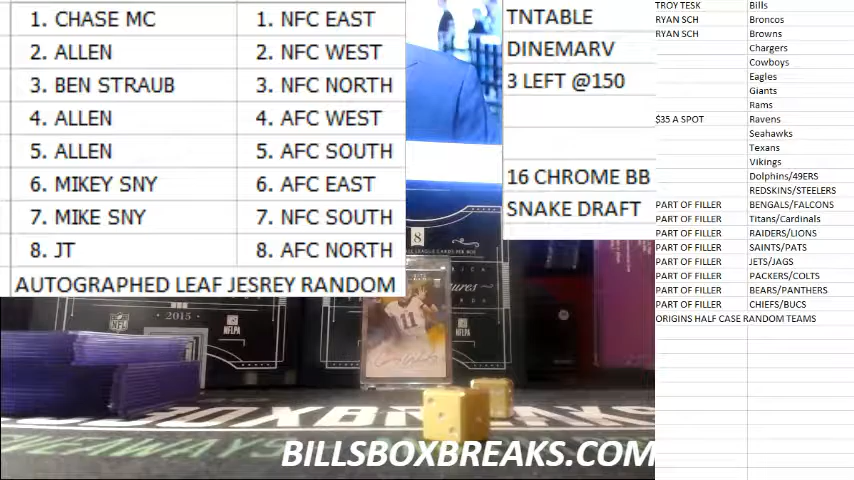 1. CHASE MC
2. ALLEN
3. BEN STRAUB
4. ALLEN
5. ALLEN
6. MIKEY SNY
7. MIKE SNY
8. JT
1. NFC EAST
2. NFC WEST
3. NFC NORTH
4. AFC WEST
5. AFC SOUTH
6. AFC EAST
7. NFC SOUTH
8. AFC NORTH
AUTOGRAPHED LEAF JESREY RANDOM
TNTABLE
DINEMARV
3 LEFT @150
16 CHROME BB
SNAKE DRAFT
TROY TESK Bills
RYAN SCH Broncos
RYAN SCH Browns
Chargers
Cowboys
Eagles
Giants
Rams
$35 A SPOT Ravens
Seahawks
Texans
Vikings
Dolphins/49ERS
REDSKINS/STEELERS
PART OF FILLER BENGALS/FALCONS
PART OF FILLER Titans/Cardinals
PART OF FILLER RAIDERS/LIONS
PART OF FILLER SAINTS/PATS
PART OF FILLER JETS/JAGS
PART OF FILLER PACKERS/COLTS
PART OF FILLER BEARS/PANTHERS
PART OF FILLER CHIEFS/BUCS
ORIGINS HALF CASE RANDOM TEAMS
8
NFL
2015
NFLPA
11
BOXBREAKS
BILLSBOXBREAKS.COM